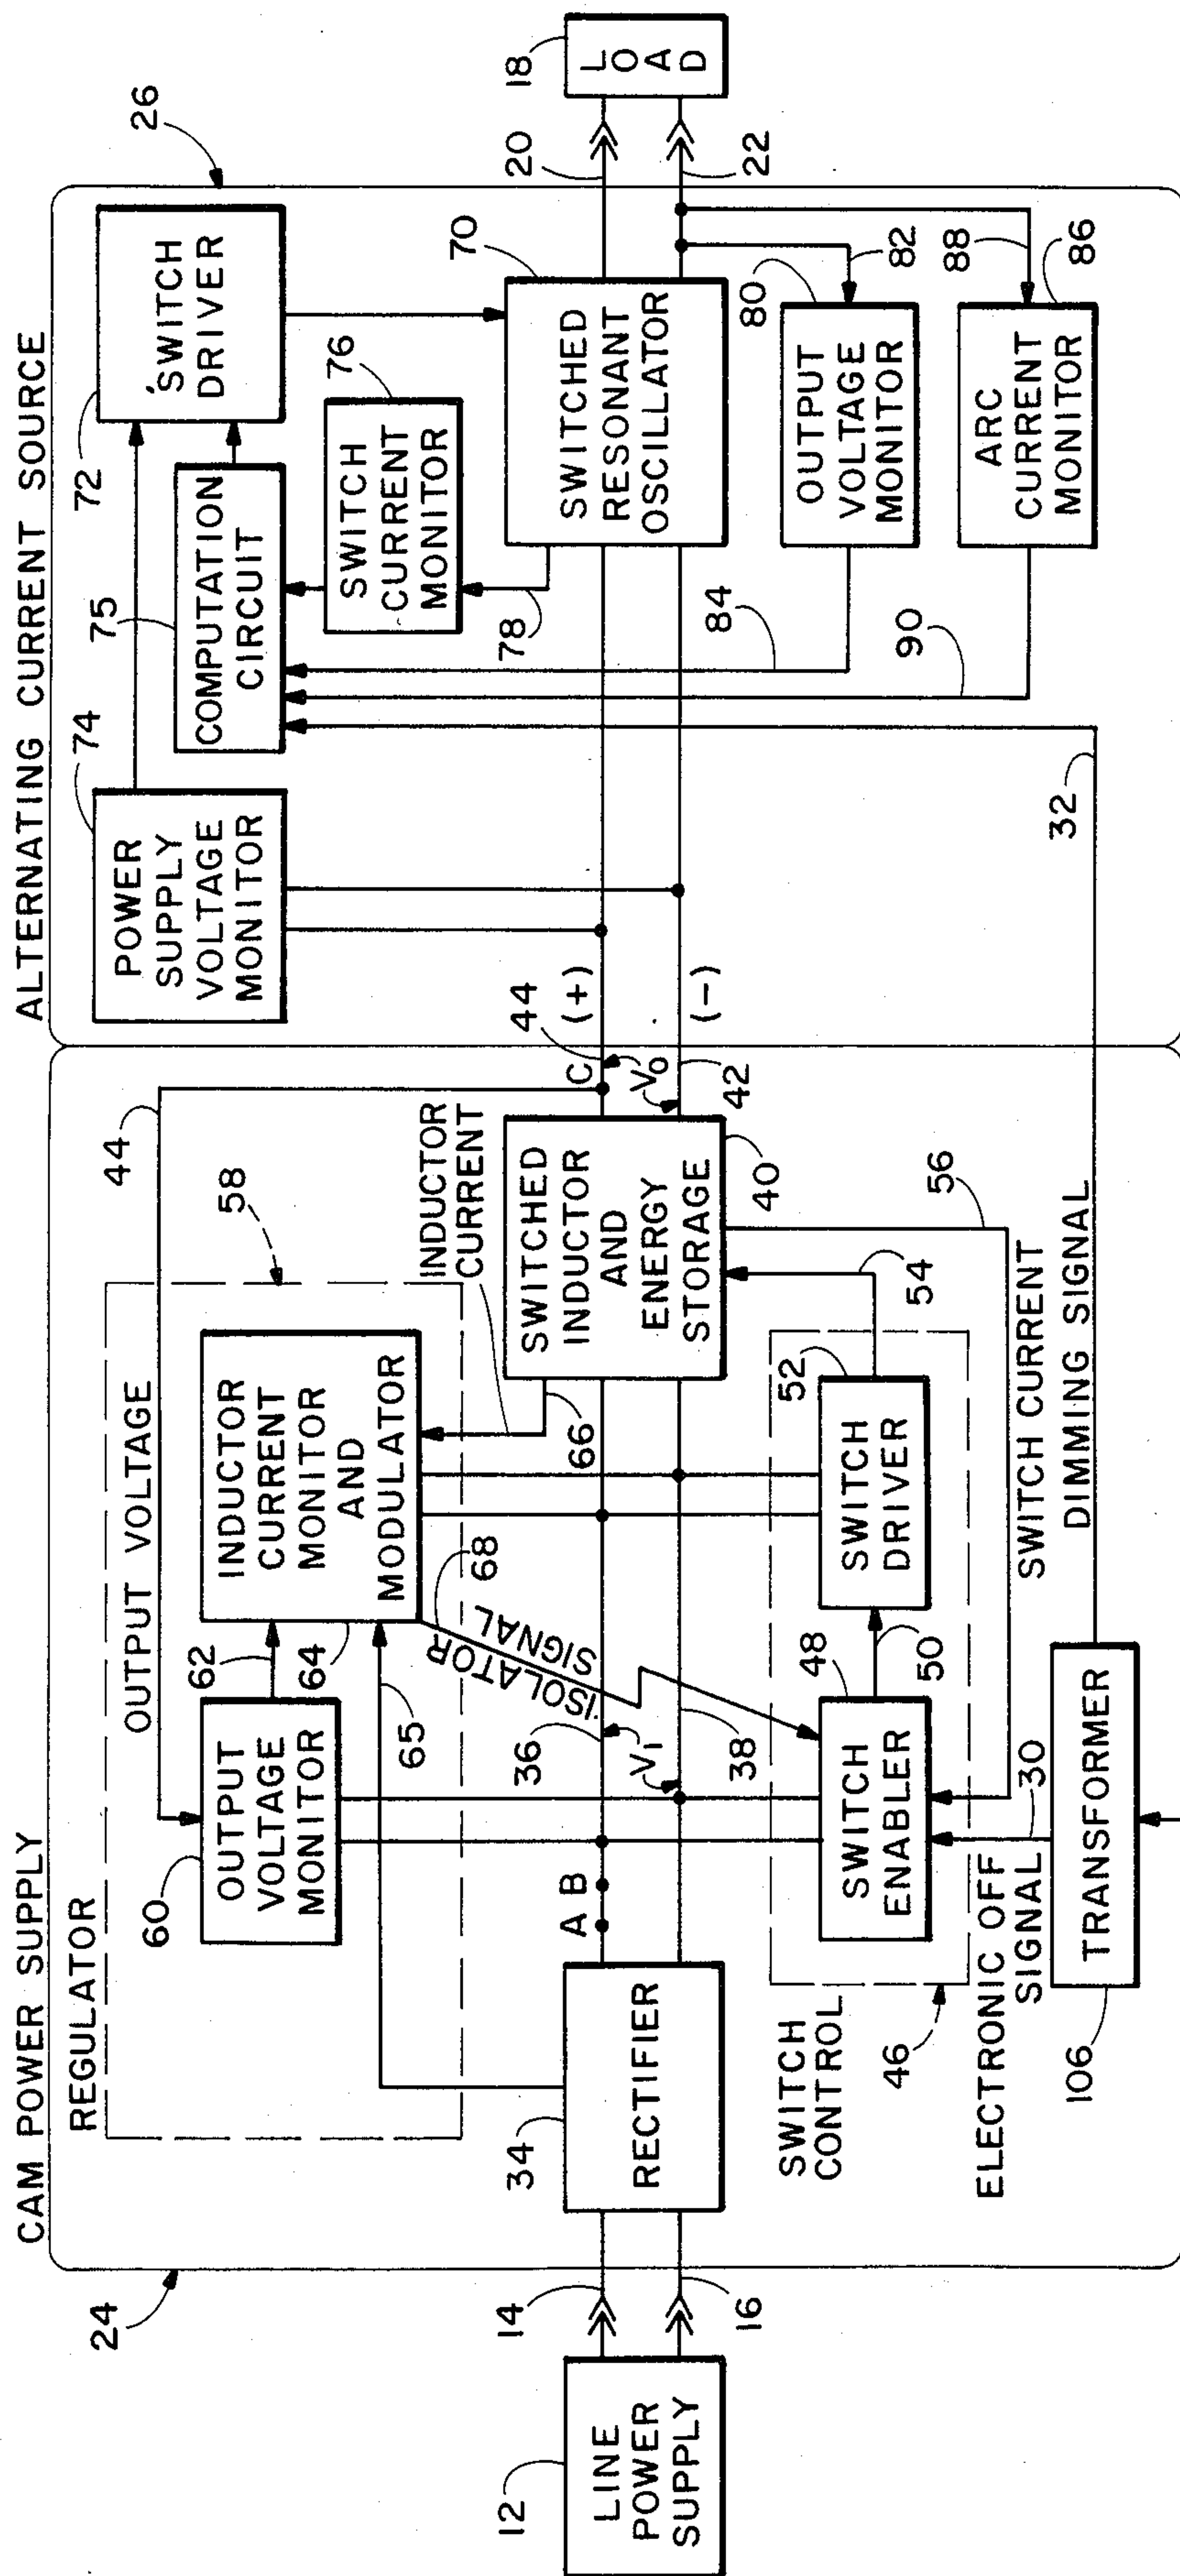 CAM POWER SUPPLY
ALTERNATING CURRENT SOURCE
24
26
REGULATOR
58
OUTPUT VOLTAGE
44
60
OUTPUT
VOLTAGE
MONITOR
62
64
INDUCTOR
CURRENT
MONITOR
AND
MODULATOR
65
68
ISOLATOR
SIGNAL
66
INDUCTOR
CURRENT
12
LINE
POWER
SUPPLY
14
16
34
RECTIFIER
A B
36
V1
38
SWITCHED
INDUCTOR
AND
ENERGY
STORAGE
40
C
44
(+)
V0
42
(-)
SWITCH
CONTROL
46
48
SWITCH
ENABLER
50
52
SWITCH
DRIVER
54
56
SWITCH CURRENT
ELECTRONIC OFF
SIGNAL
30
106
TRANSFORMER
DIMMING SIGNAL
32
74
POWER
SUPPLY
VOLTAGE
MONITOR
75
COMPUTATION
CIRCUIT
72
'SWITCH
DRIVER
76
SWITCH
CURRENT
MONITOR
78
70
SWITCHED
RESONANT
OSCILLATOR
84
90
80
OUTPUT
VOLTAGE
MONITOR
82
ARC
CURRENT
MONITOR
88
86
20
22
18
LOAD